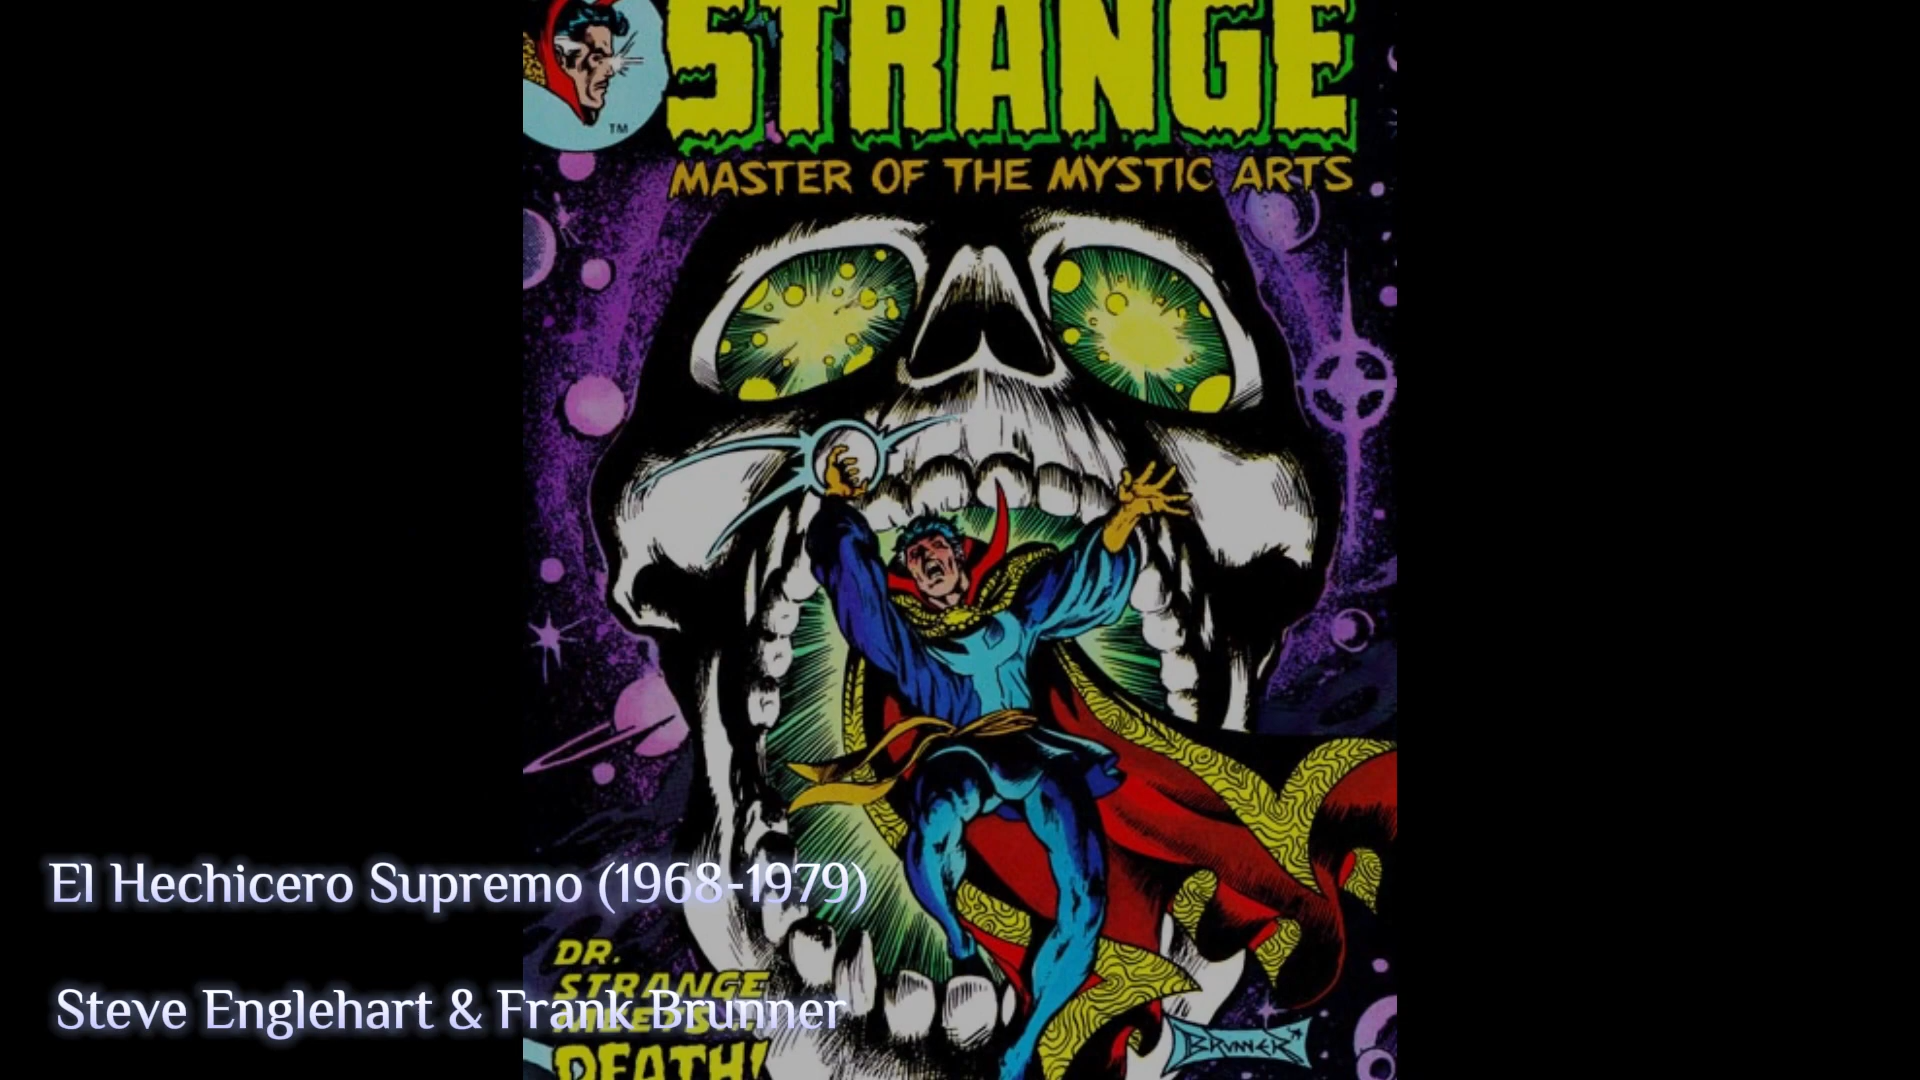 STRANGE
TM
MASTER OF THE MYSTIC ARTS
El Hechicero Supremo (1968-1979)
DR.
STRANGE
Steve Englehart & Frank Brunner
DEATH!
BRUNNER